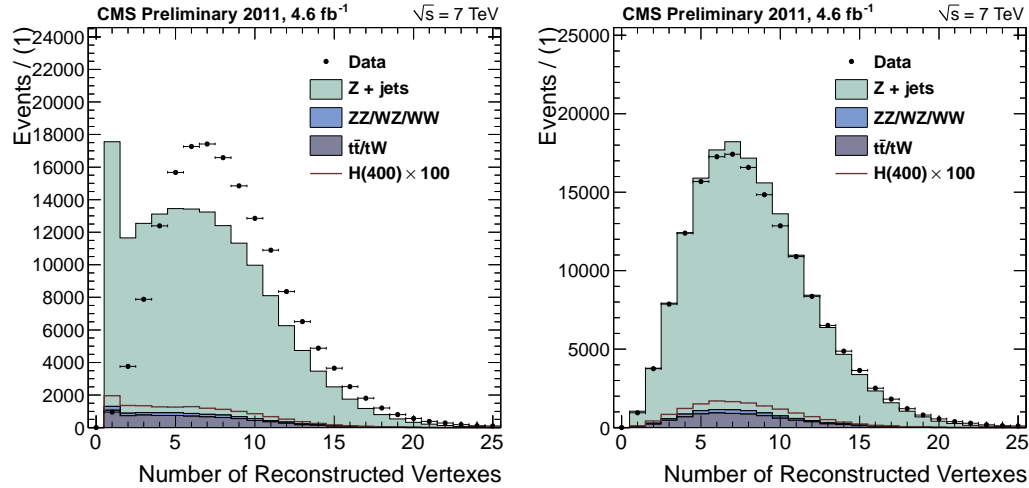 CMS Preliminary 2011, 4.6 fb⁻¹ √s = 7 TeV
Events / (1)
24000
22000
20000
18000
16000
14000
12000
10000
8000
6000
4000
2000
0
Data
Z + jets
ZZ/WZ/WW
tt̄/tW
H(400) × 100
0 5 10 15 20 25
Number of Reconstructed Vertexes
CMS Preliminary 2011, 4.6 fb⁻¹ √s = 7 TeV
Events / (1)
25000
20000
15000
10000
5000
0
Data
Z + jets
ZZ/WZ/WW
tt̄/tW
H(400) × 100
0 5 10 15 20 25
Number of Reconstructed Vertexes